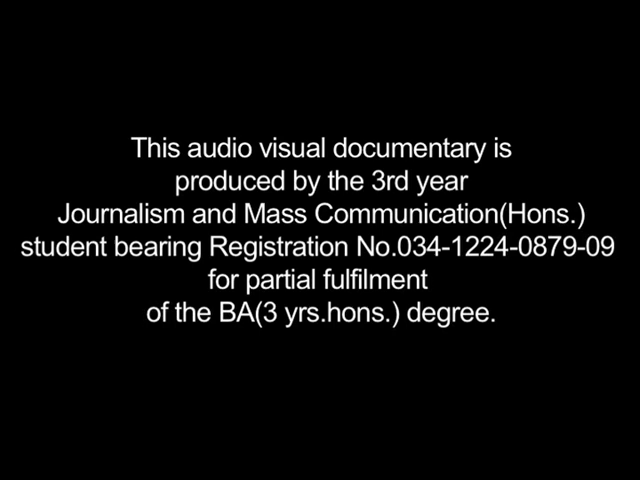 This audio visual documentary is
produced by the 3rd year
Journalism and Mass Communication(Hons.)
student bearing Registration No.034-1224-0879-09
for partial fulfilment
of the BA(3 yrs.hons.) degree.